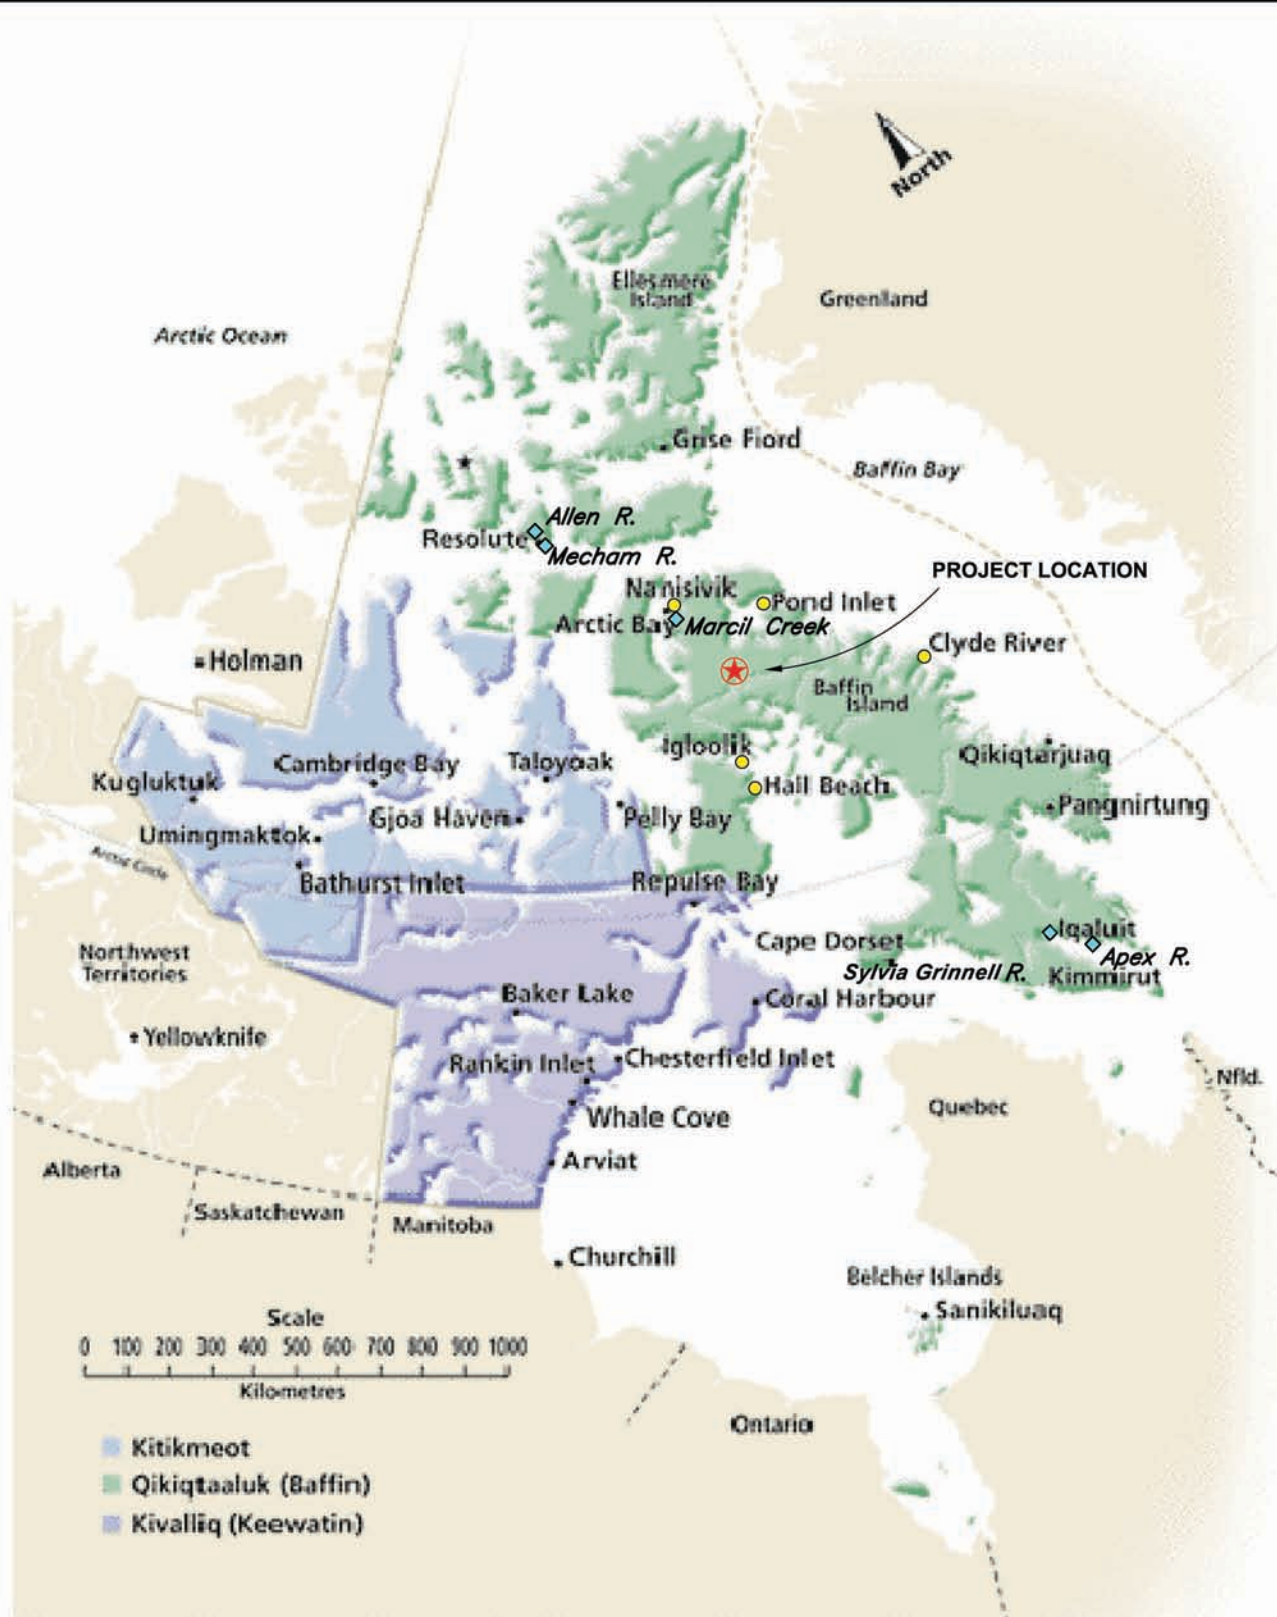 North
Ellesmere
Island
Greenland
Arctic Ocean
Grise Fiord
Baffin Bay
Allen R.
Resolute
Mecham R.
PROJECT LOCATION
Nanisivik
Pond Inlet
Arctic Bay
Marcil Creek
Clyde River
Holman
Baffin
Island
Igloolik
Qikiqtarjuaq
Cambridge Bay
Taloyoak
Kugluktuk
Hall Beach
Pangnirtung
Gjoa Haven
Pelly Bay
Umingmaktok
Arctic Circle
Bathurst Inlet
Repulse Bay
Iqaluit
Northwest
Territories
Cape Dorset
Apex R.
Sylvia Grinnell R.
Kimmirut
Baker Lake
Coral Harbour
Yellowknife
Rankin Inlet
Chesterfield Inlet
Nfld.
Quebec
Whale Cove
Alberta
Arviat
Saskatchewan
Manitoba
Churchill
Belcher Islands
Sanikiluaq
Scale
0 100 200 300 400 500 600 700 800 900 1000
Kilometres
Ontario
Kitikmeot
Qikiqtaaluk (Baffin)
Kivalliq (Keewatin)